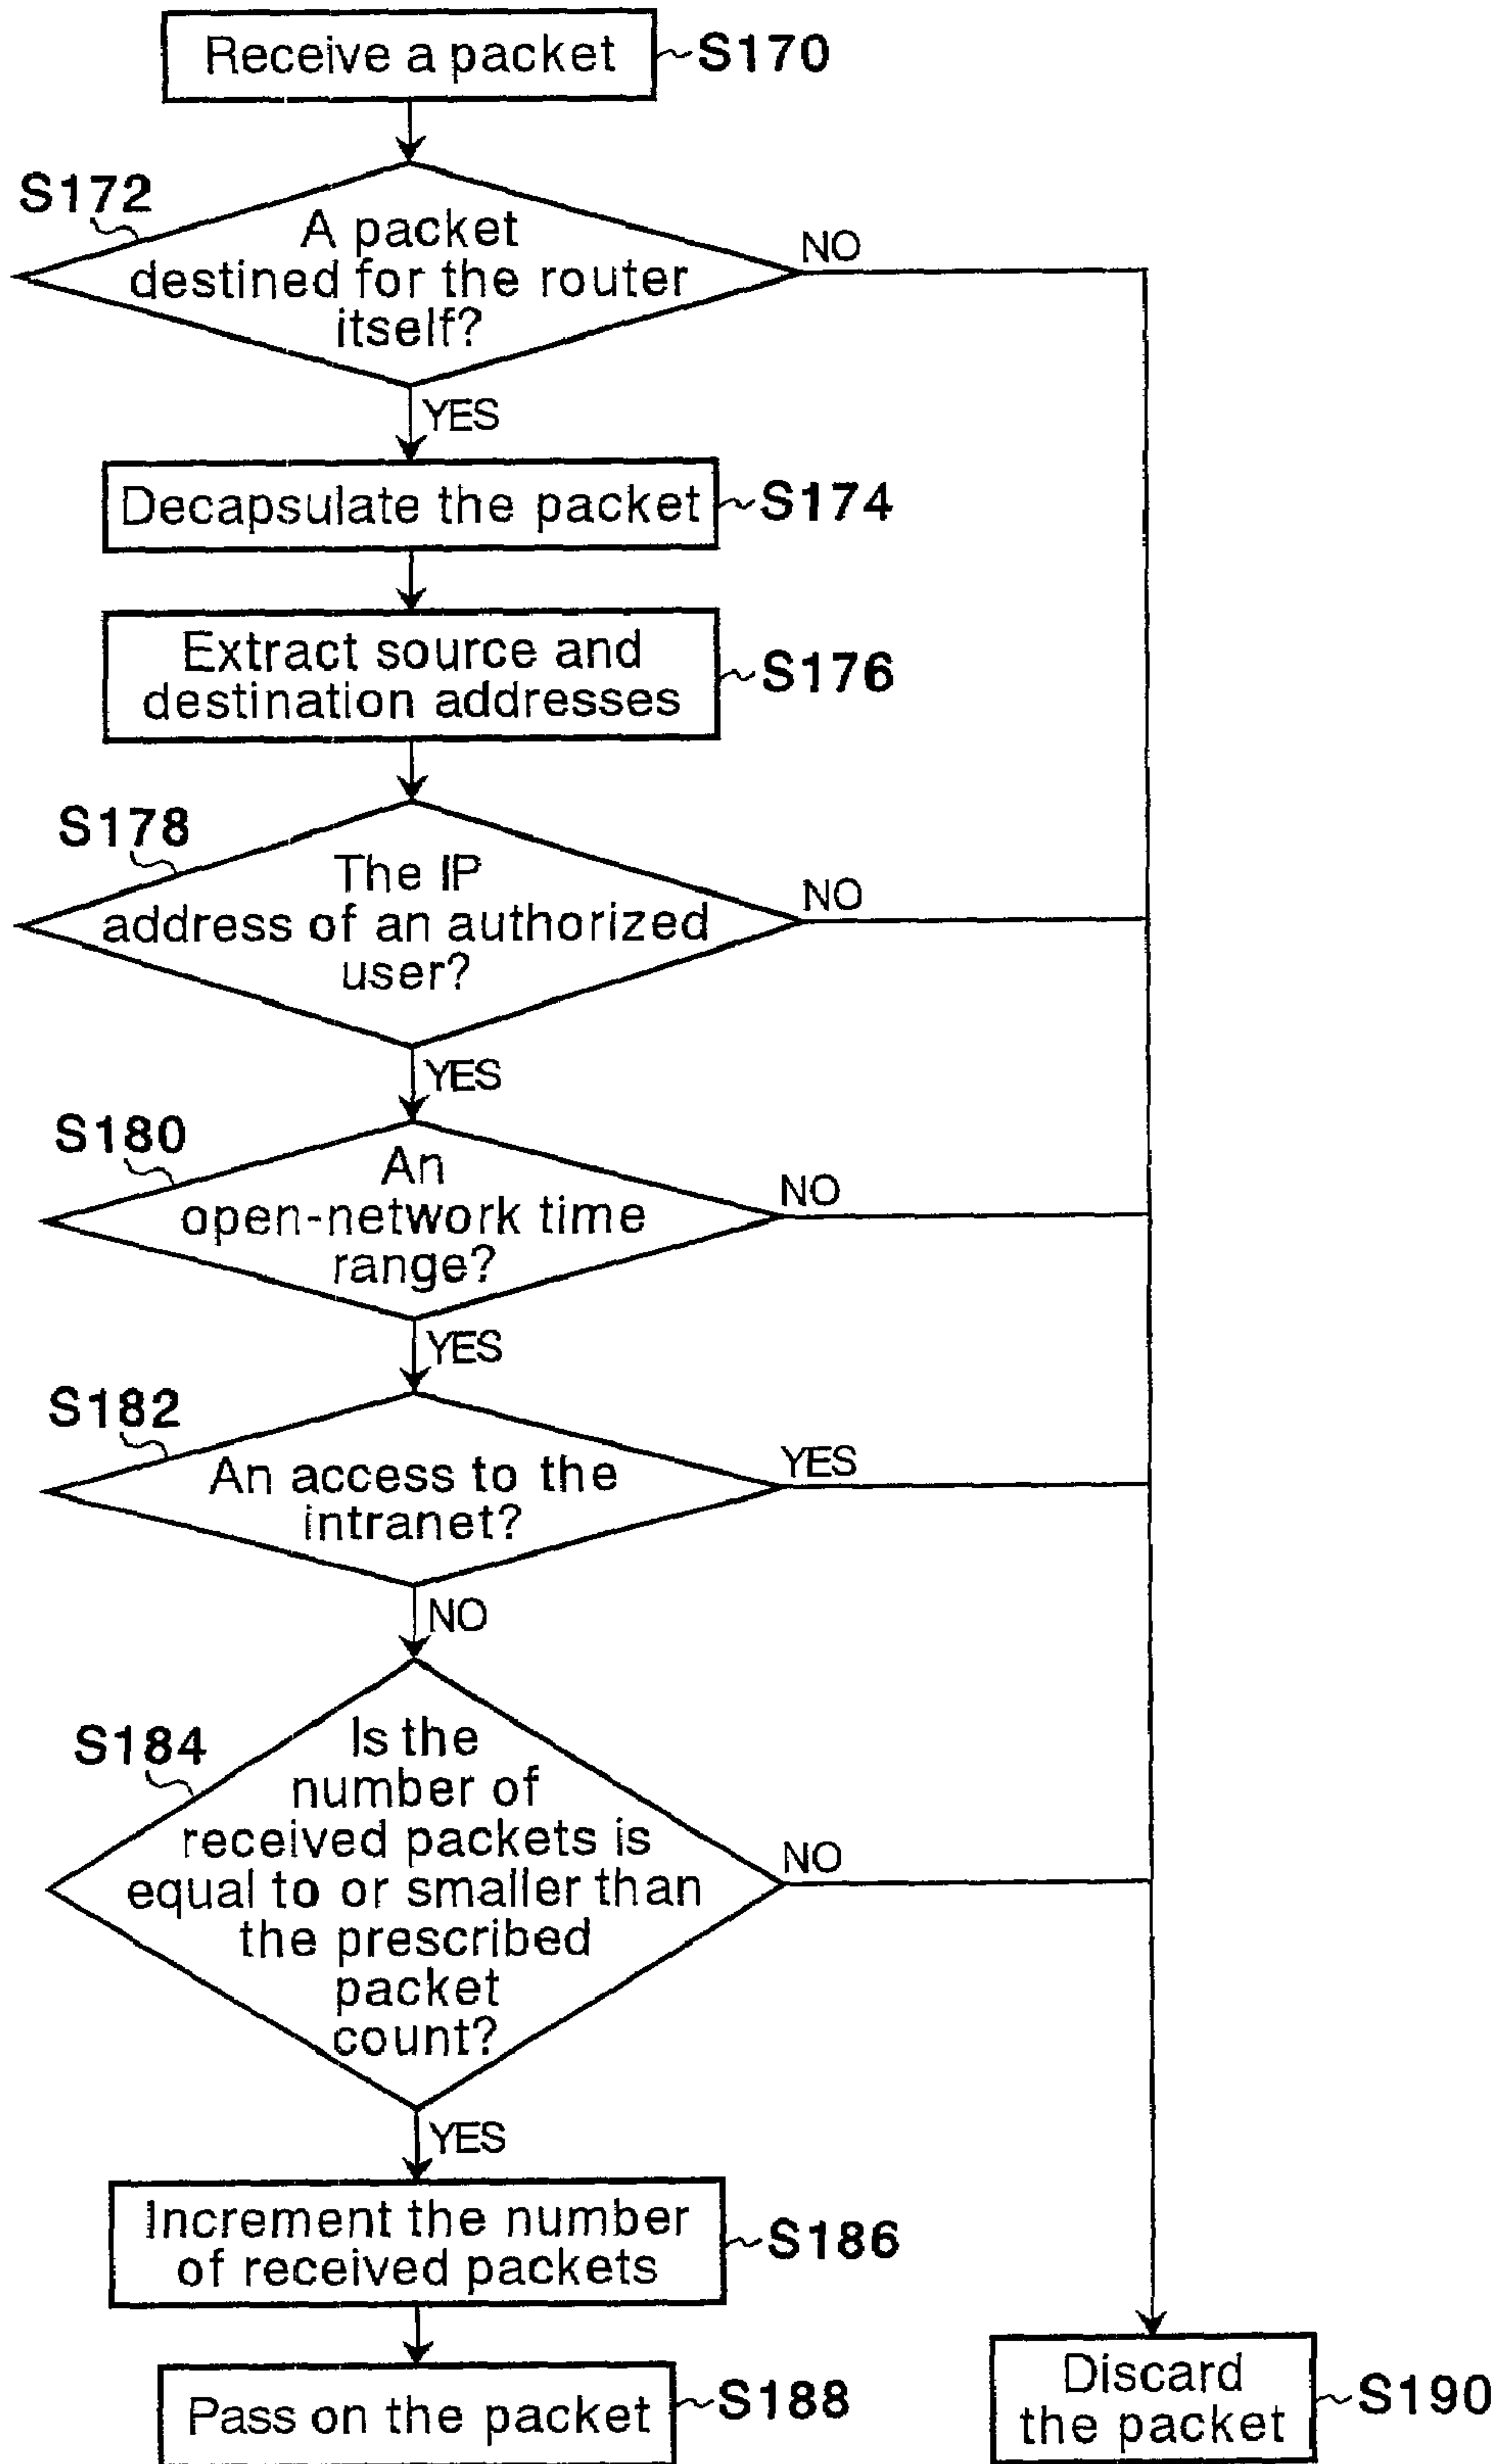 Receive a packet
S170
S172
A packet
destined for the router
itself?
NO
YES
Decapsulate the packet
S174
Extract source and
destination addresses
S176
S178
The IP
address of an authorized
user?
NO
YES
S180
An
open-network time
range?
NO
YES
S182
An access to the
intranet?
YES
NO
S184
Is the
number of
received packets is
equal to or smaller than
the prescribed
packet
count?
NO
YES
Increment the number
of received packets
S186
Pass on the packet
S188
Discard
the packet
S190